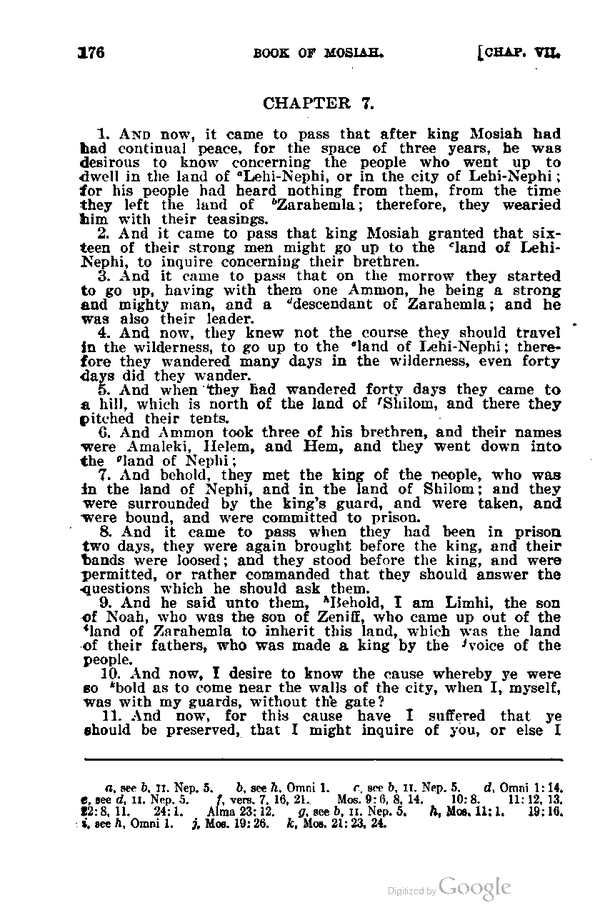 176 BOOK OF MOSIAH. [CHAP. VII.
CHAPTER 7.
1. AND now, it came to pass that after king Mosiah had
had continual peace, for the space of three years, he was
desirous to know concerning the people who went up to
dwell in the land of ᵃLehi-Nephi, or in the city of Lehi-Nephi;
for his people had heard nothing from them, from the time
they left the land of ᵇZarahemla; therefore, they wearied
him with their teasings.
2. And it came to pass that king Mosiah granted that six-
teen of their strong men might go up to the ᶜland of Lehi-
Nephi, to inquire concerning their brethren.
3. And it came to pass that on the morrow they started
to go up, having with them one Ammon, he being a strong
and mighty man, and a ᵈdescendant of Zarahemla; and he
was also their leader.
4. And now, they knew not the course they should travel
in the wilderness, to go up to the ᵉland of Lehi-Nephi; there-
fore they wandered many days in the wilderness, even forty
days did they wander.
5. And when they had wandered forty days they came to
a hill, which is north of the land of ᶠShilom, and there they
pitched their tents.
6. And Ammon took three of his brethren, and their names
were Amaleki, Helem, and Hem, and they went down into
the ᵍland of Nephi;
7. And behold, they met the king of the people, who was
in the land of Nephi, and in the land of Shilom; and they
were surrounded by the king's guard, and were taken, and
were bound, and were committed to prison.
8. And it came to pass when they had been in prison
two days, they were again brought before the king, and their
bands were loosed; and they stood before the king, and were
permitted, or rather commanded that they should answer the
questions which he should ask them.
9. And he said unto them, ʰBehold, I am Limhi, the son
of Noah, who was the son of Zeniff, who came up out of the
ⁱland of Zarahemla to inherit this land, which was the land
of their fathers, who was made a king by the ʲvoice of the
people.
10. And now, I desire to know the cause whereby ye were
so ᵏbold as to come near the walls of the city, when I, myself,
was with my guards, without the gate?
11. And now, for this cause have I suffered that ye
should be preserved, that I might inquire of you, or else I
a, see b, II. Nep. 5. b, see h, Omni 1. c, see b, II. Nep. 5. d, Omni 1:14.
e, see d, II. Nep. 5. f, vers. 7, 16, 21. Mos. 9:6, 8, 14. 10:8. 11:12, 13.
22:8, 11. 24:1. Alma 23:12. g, see b, II. Nep. 5. h, Mos. 11:1. 19:16.
i, see h, Omni 1. j, Mos. 19:26. k, Mos. 21:23, 24.
Digitized by Google